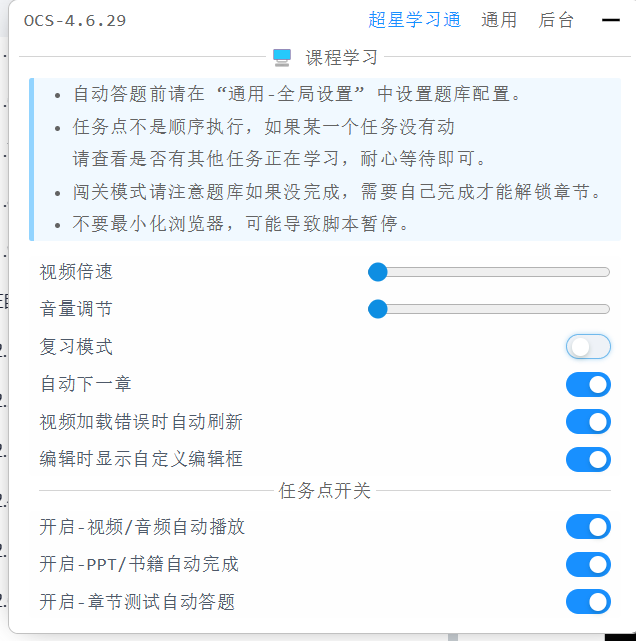 OCS-4.6.29 超星学习通 通用 后台
课程学习
自动答题前请在 “通用-全局设置” 中设置题库配置。
任务点不是顺序执行，如果某一个任务没有动
请查看是否有其他任务正在学习，耐心等待即可。
闯关模式请注意题库如果没完成，需要自己完成才能解锁章节。
不要最小化浏览器，可能导致脚本暂停。
视频倍速
音量调节
复习模式
自动下一章
视频加载错误时自动刷新
编辑时显示自定义编辑框
任务点开关
开启-视频/音频自动播放
开启-PPT/书籍自动完成
开启-章节测试自动答题